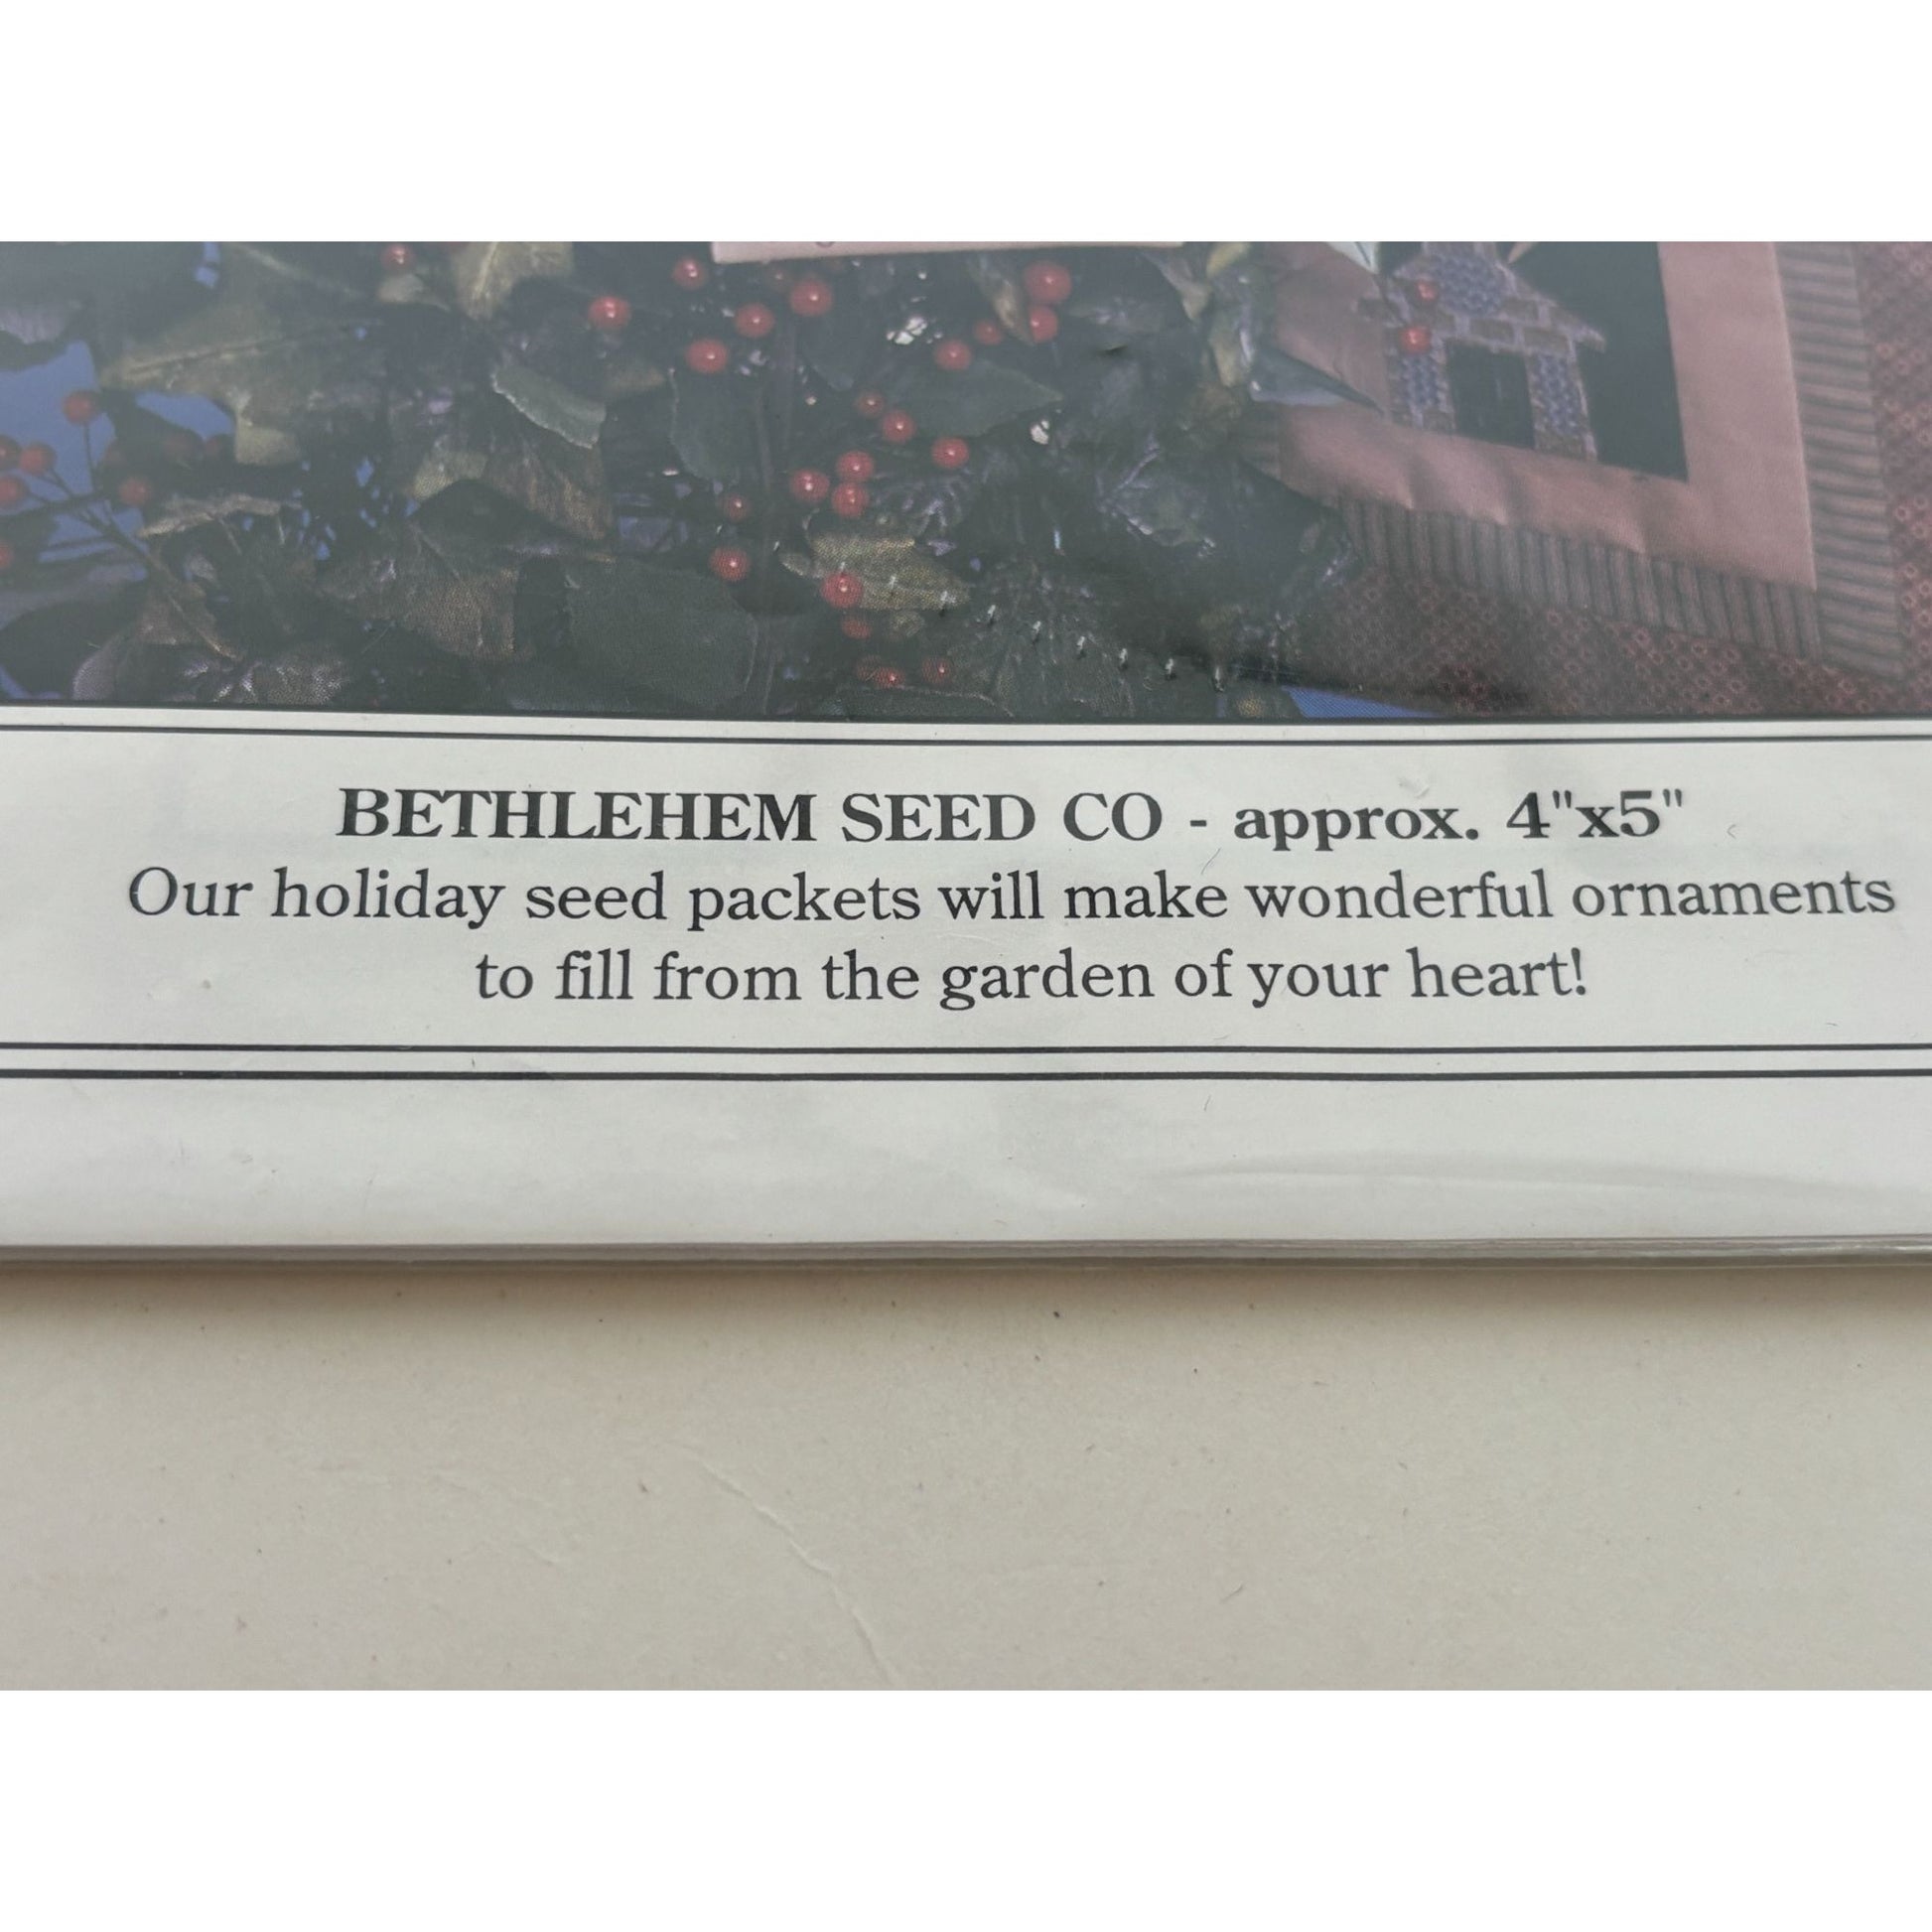 BETHLEHEM SEED CO - approx. 4"x5"
Our holiday seed packets will make wonderful ornaments
to fill from the garden of your heart!